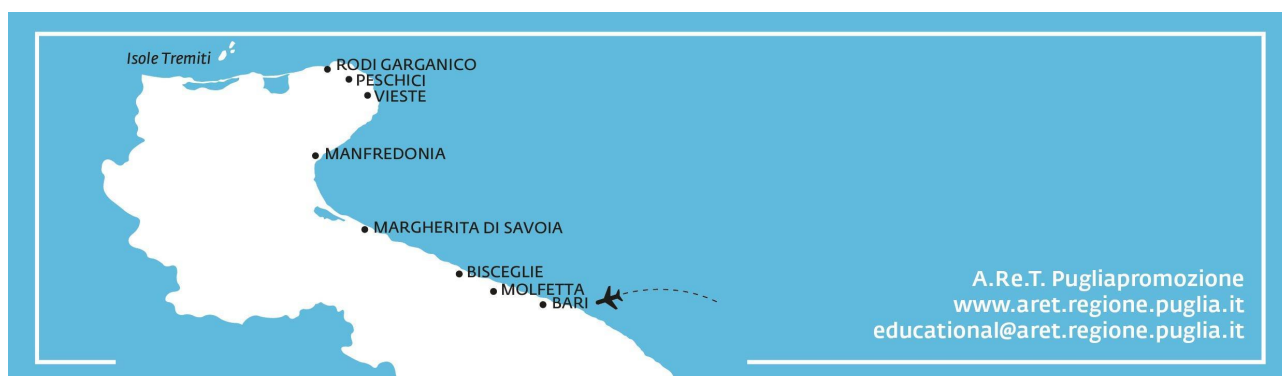 Isole Tremiti
RODI GARGANICO
PESCHICI
VIESTE
MANFREDONIA
MARGHERITA DI SAVOIA
BISCEGLIE
MOLFETTA
BARI
A.Re.T. Pugliapromozione
www.aret.regione.puglia.it
educational@aret.regione.puglia.it